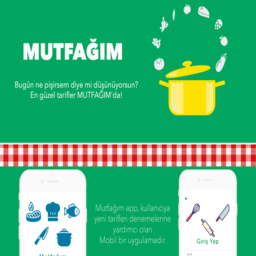 MUTFAĞIM
Bugün ne pişirsem diye mi düşünüyorsun?
En güzel tarifler MUTFAĞIM'da!
Mutfağım app, kullanıcıya
yeni tarifleri denemelerine
yardımcı olan
Mobil bir uygulamadır.
Giriş Yap